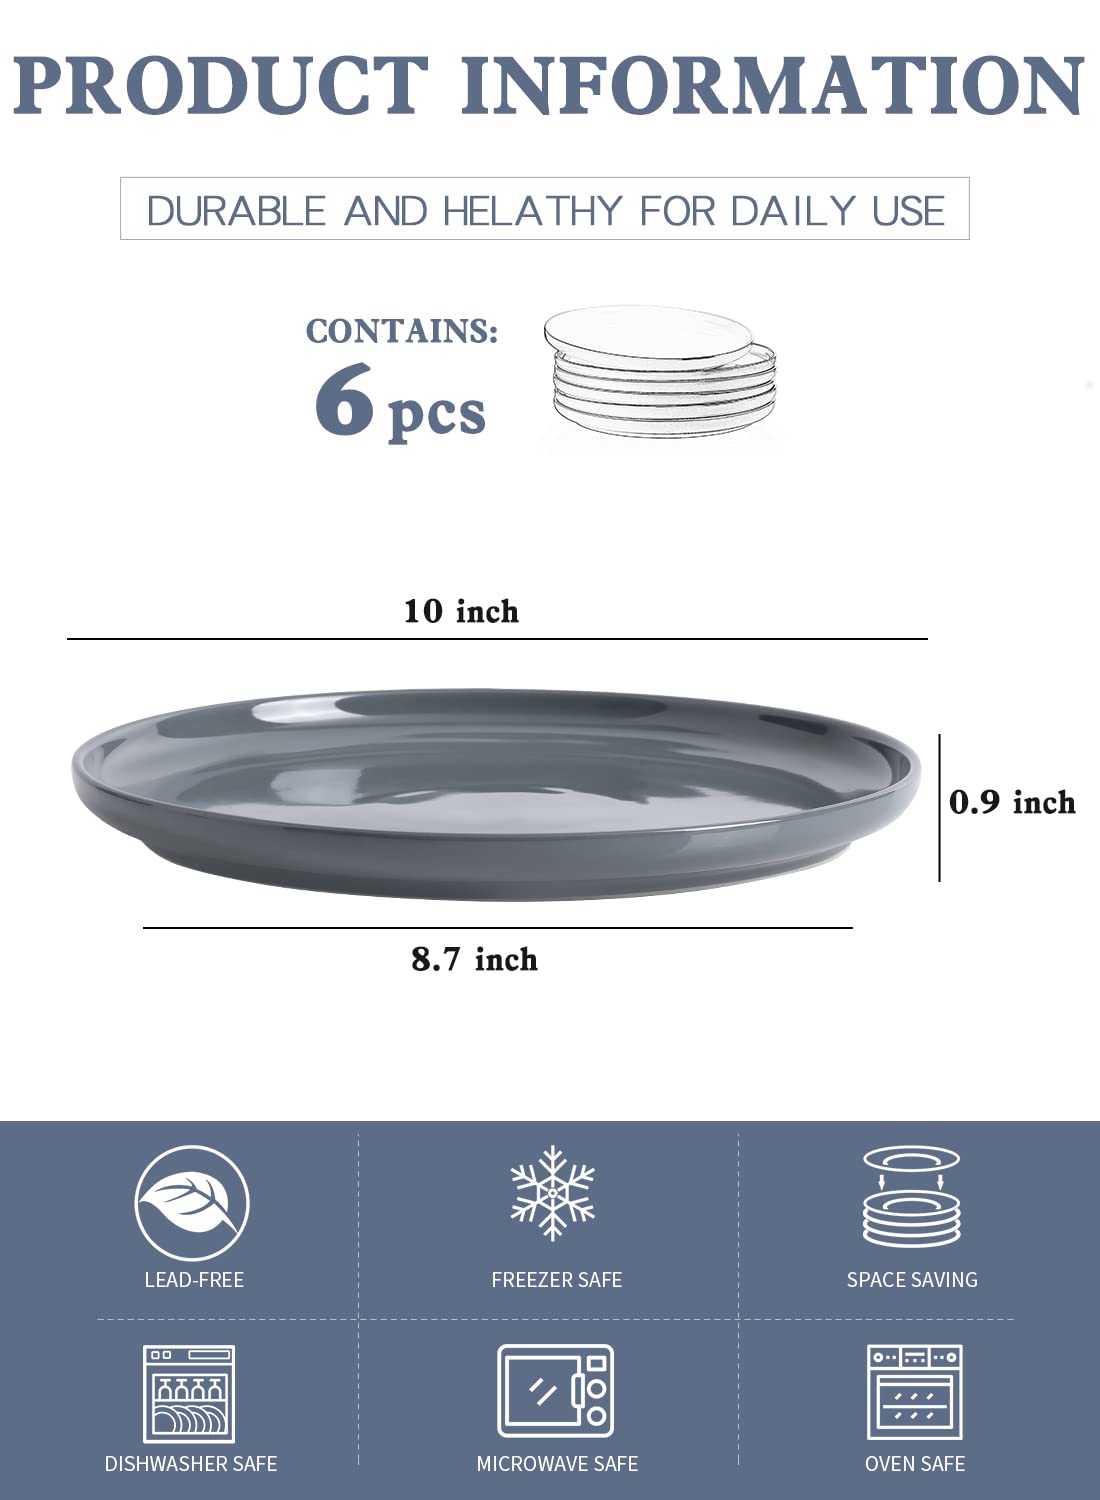 PRODUCT INFORMATION
DURABLE AND HELATHY FOR DAILY USE
CONTAINS:
6 pcs
10 inch
0.9 inch
8.7 inch
LEAD-FREE
FREEZER SAFE
SPACE SAVING
DISHWASHER SAFE
MICROWAVE SAFE
OVEN SAFE